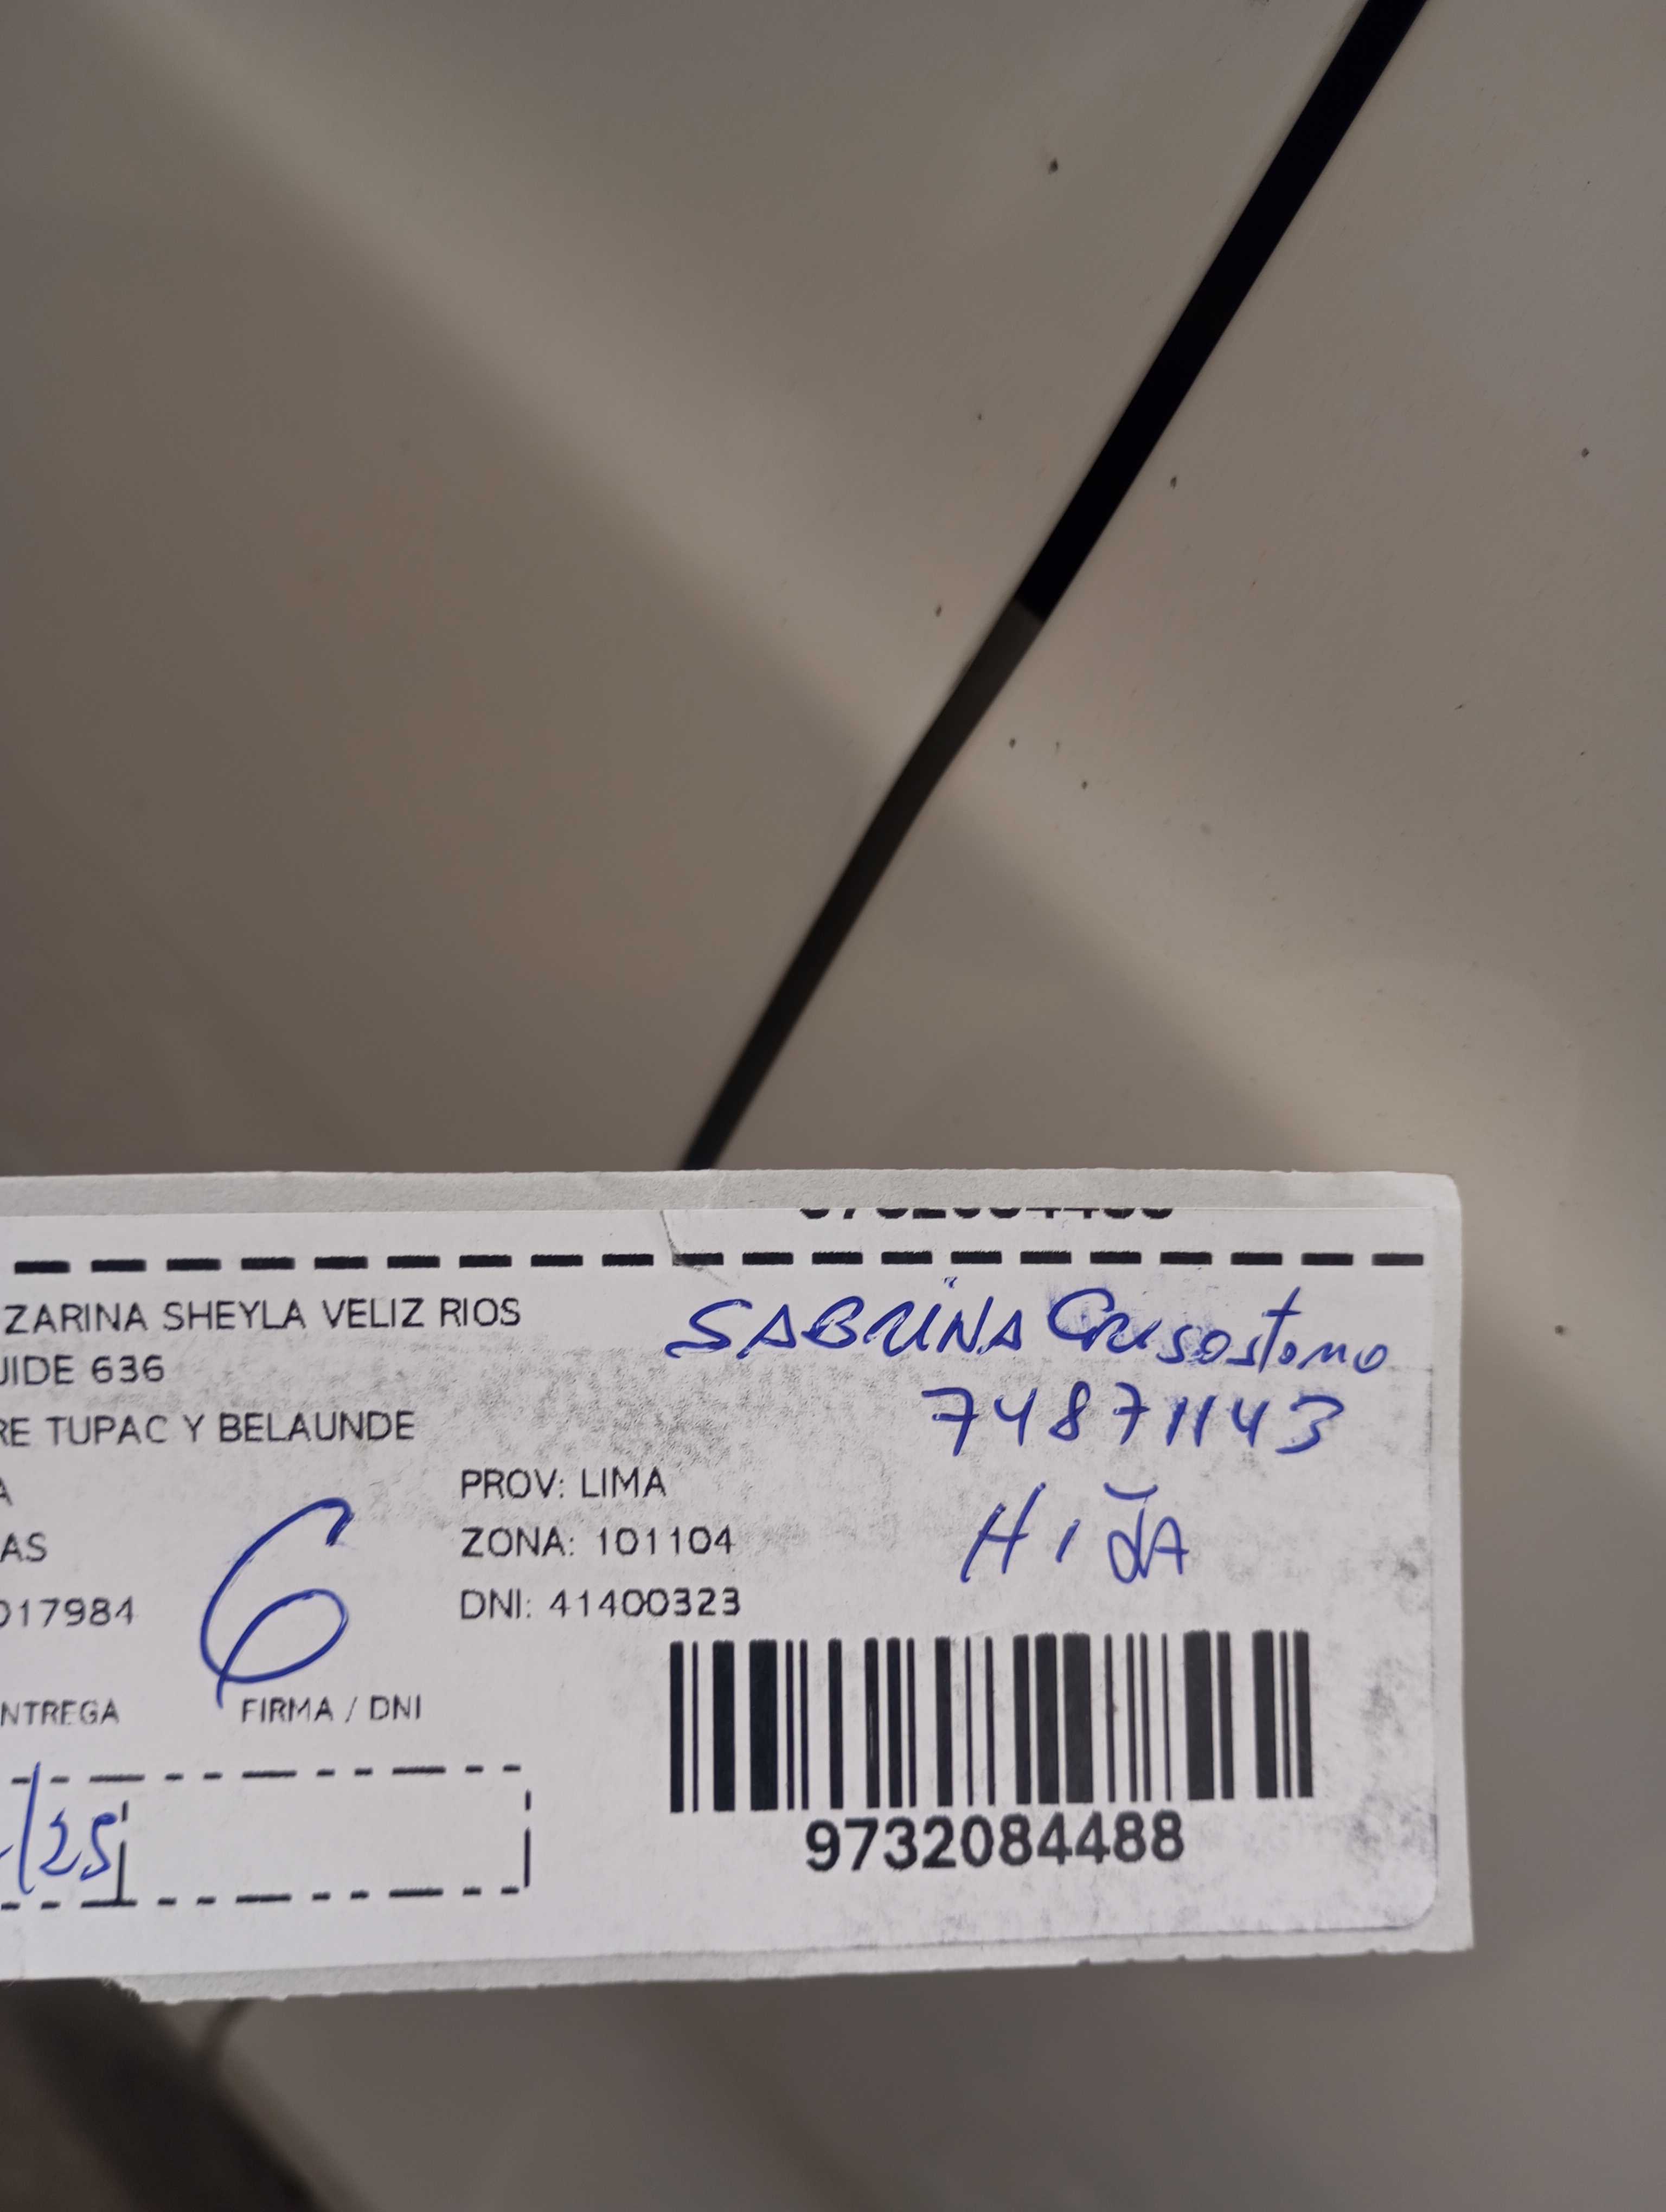 ZARINA SHEYLA VELIZ RIOS
SABRINA Crisostomo
UIDE 636
74871143
RE TUPAC Y BELAUNDE
A
PROV: LIMA
HIJA
AS
ZONA: 101104
017984
DNI: 41400323
6
NTREGA
FIRMA / DNI
/25
9732084488